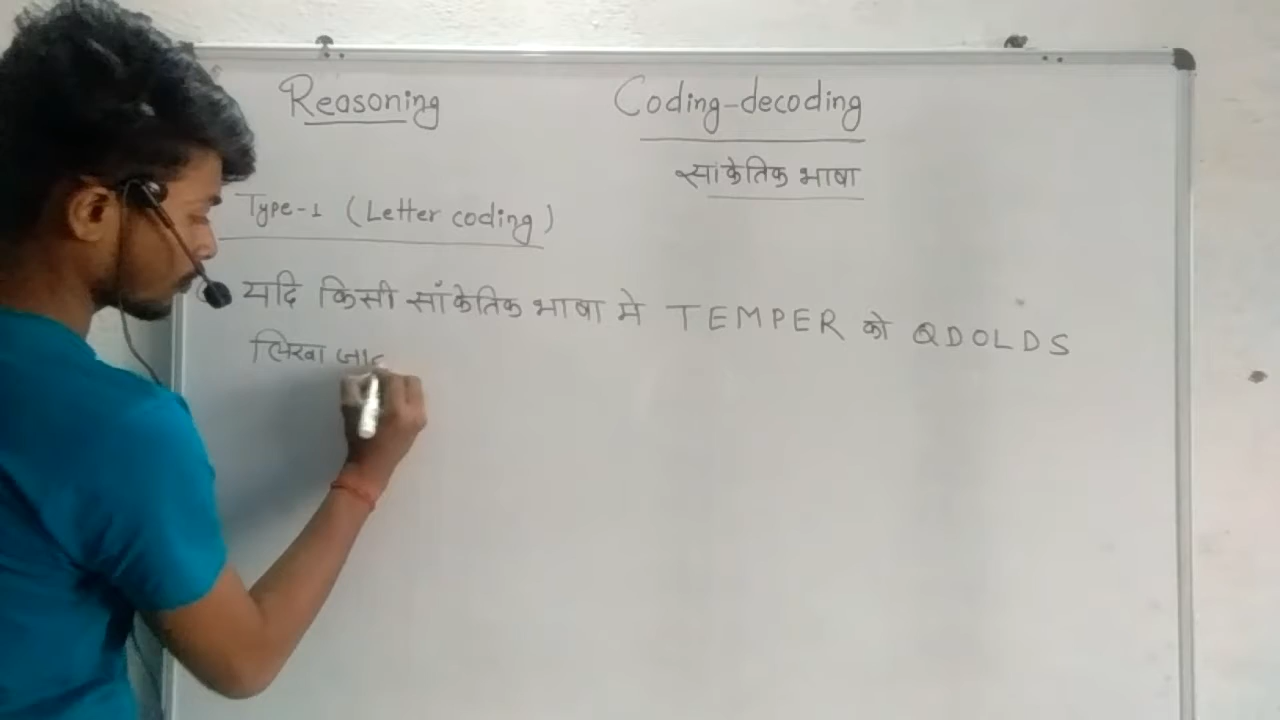 Reasoning
Coding-decoding
सांकेतिक भाषा
Type-1 (Letter coding)
यदि किसी सांकेतिक भाषा मे TEMPER को QDOLDS
लिखा